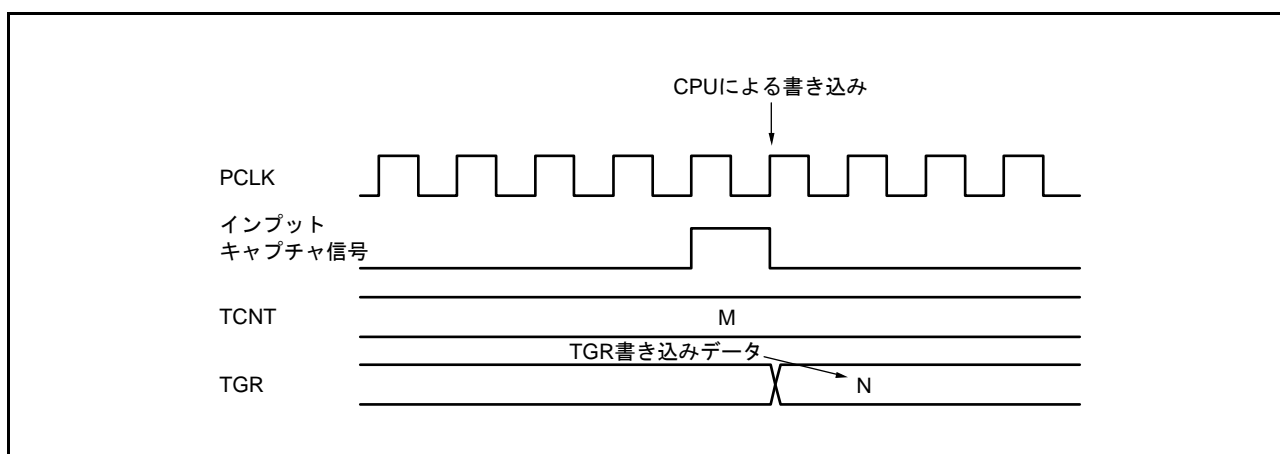 CPUによる書き込み
PCLK
インプット
キャプチャ信号
TCNT
M
TGR書き込みデータ
TGR
N